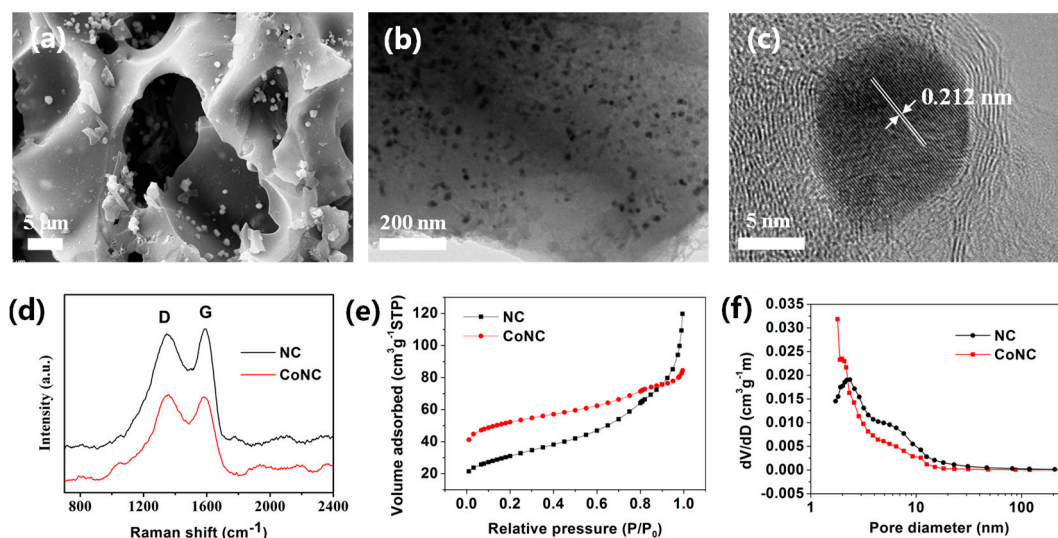 (a)
5 μm
(b)
200 nm
(c)
0.212 nm
5 nm
(d)
D
G
NC
CoNC
Intensity (a.u.)
800 1200 1600 2000 2400
Raman shift (cm⁻¹)
(e)
NC
CoNC
Volume adsorbed (cm³g⁻¹STP)
120
100
80
60
40
20
0.0 0.2 0.4 0.6 0.8 1.0
Relative pressure (P/P₀)
(f)
NC
CoNC
dV/dD (cm³g⁻¹m)
0.035
0.030
0.025
0.020
0.015
0.010
0.005
0.000
-0.005
1 10 100
Pore diameter (nm)